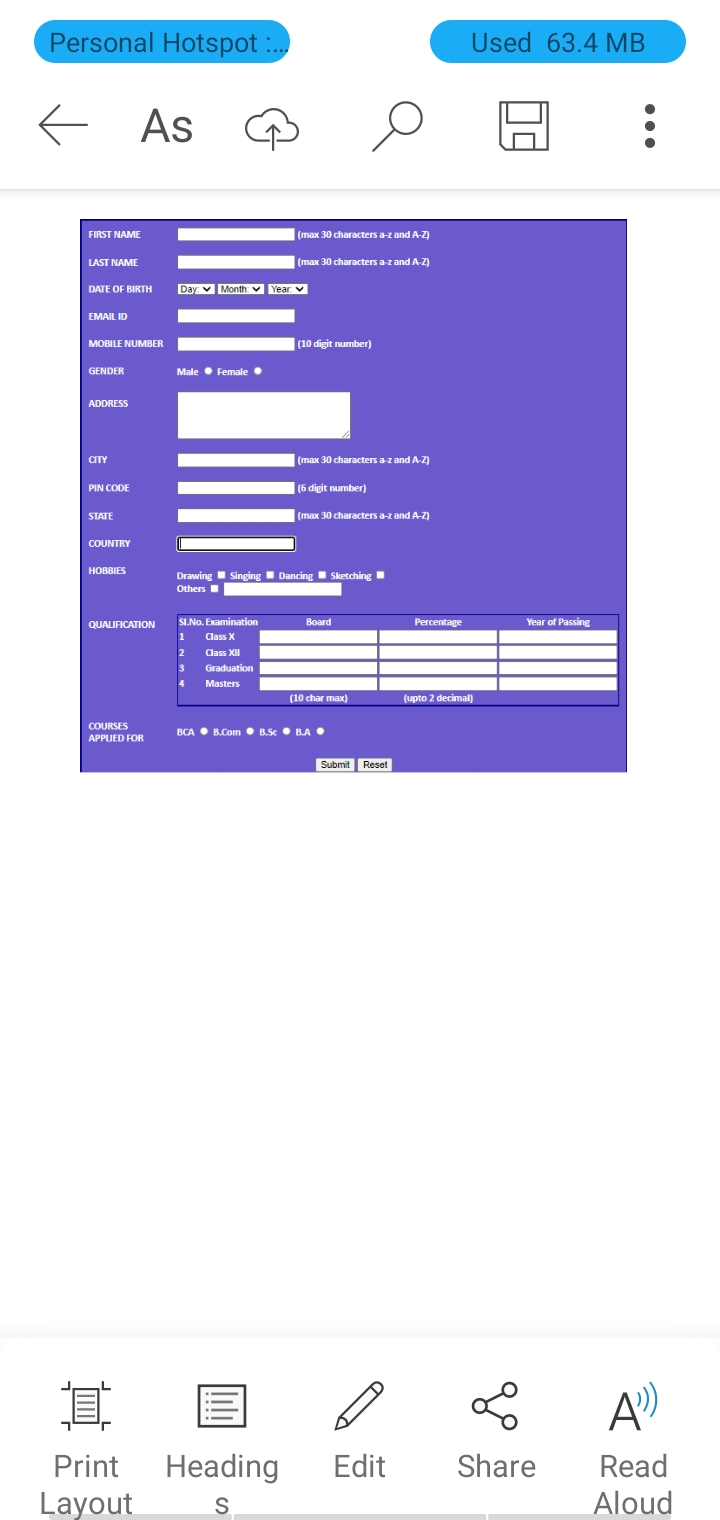 Personal Hotspot :... Used 63.4 MB
As
FIRST NAME (max 30 characters a-z and A-Z)
LAST NAME (max 30 characters a-z and A-Z)
DATE OF BIRTH Day: Month: Year:
EMAIL ID
MOBILE NUMBER (10 digit number)
GENDER Male Female
ADDRESS
CITY (max 30 characters a-z and A-Z)
PIN CODE (6 digit number)
STATE (max 30 characters a-z and A-Z)
COUNTRY
HOBBIES Drawing Singing Dancing Sketching
Others
QUALIFICATION Sl.No. Examination Board Percentage Year of Passing
1 Class X
2 Class XII
3 Graduation
4 Masters
(10 char max) (upto 2 decimal)
COURSES
APPLIED FOR BCA B.Com B.Sc B.A
Submit Reset
Print Heading Edit Share Read
Layout s Aloud